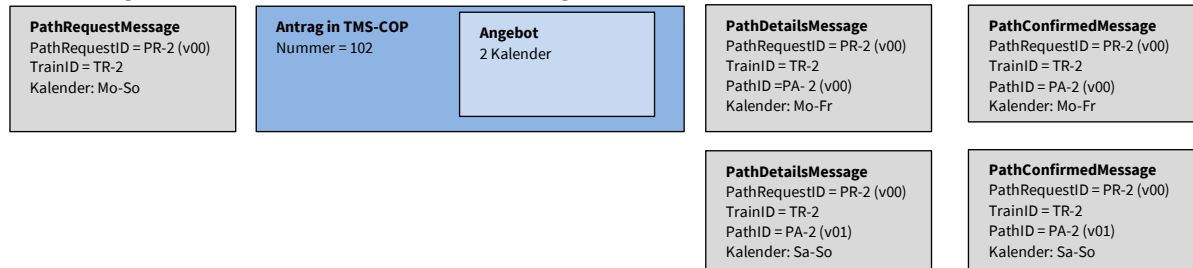 PathRequestMessage
PathRequestID = PR-2 (v00)
TrainID = TR-2
Kalender: Mo-So
Antrag in TMS-COP
Nummer = 102
Angebot
2 Kalender
PathDetailsMessage
PathRequestID = PR-2 (v00)
TrainID = TR-2
PathID =PA- 2 (v00)
Kalender: Mo-Fr
PathConfirmedMessage
PathRequestID = PR-2 (v00)
TrainID = TR-2
PathID = PA-2 (v00)
Kalender: Mo-Fr
PathDetailsMessage
PathRequestID = PR-2 (v00)
TrainID = TR-2
PathID = PA-2 (v01)
Kalender: Sa-So
PathConfirmedMessage
PathRequestID = PR-2 (v00)
TrainID = TR-2
PathID = PA-2 (v01)
Kalender: Sa-So